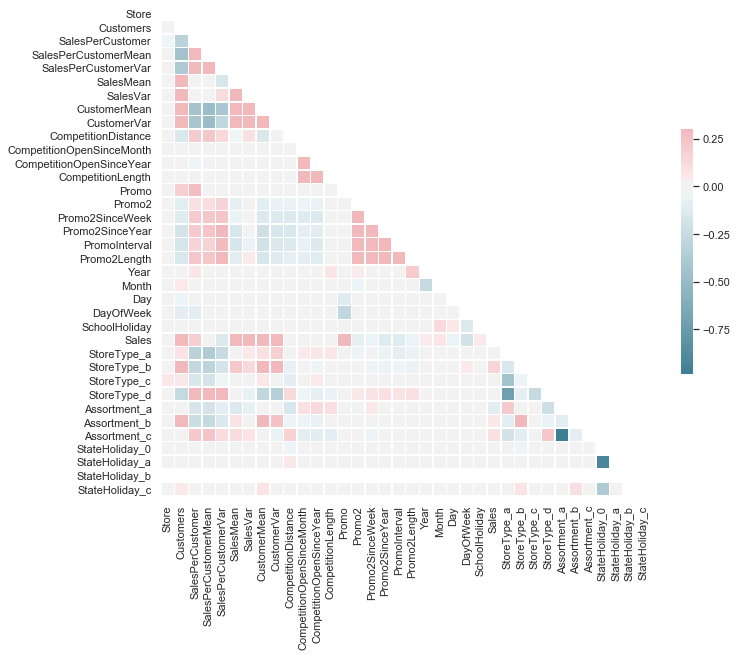 Store
Customers
SalesPerCustomer
SalesPerCustomerMean
SalesPerCustomerVar
SalesMean
SalesVar
CustomerMean
CustomerVar
CompetitionDistance
CompetitionOpenSinceMonth
CompetitionOpenSinceYear
CompetitionLength
Promo
Promo2
Promo2SinceWeek
Promo2SinceYear
PromoInterval
Promo2Length
Year
Month
Day
DayOfWeek
SchoolHoliday
Sales
StoreType_a
StoreType_b
StoreType_c
StoreType_d
Assortment_a
Assortment_b
Assortment_c
StateHoliday_0
StateHoliday_a
StateHoliday_b
StateHoliday_c
Store
Customers
SalesPerCustomer
SalesPerCustomerMean
SalesPerCustomerVar
SalesMean
SalesVar
CustomerMean
CustomerVar
CompetitionDistance
CompetitionOpenSinceMonth
CompetitionOpenSinceYear
CompetitionLength
Promo
Promo2
Promo2SinceWeek
Promo2SinceYear
PromoInterval
Promo2Length
Year
Month
Day
DayOfWeek
SchoolHoliday
Sales
StoreType_a
StoreType_b
StoreType_c
StoreType_d
Assortment_a
Assortment_b
Assortment_c
StateHoliday_0
StateHoliday_a
StateHoliday_b
StateHoliday_c
0.25
0.00
−0.25
−0.50
−0.75